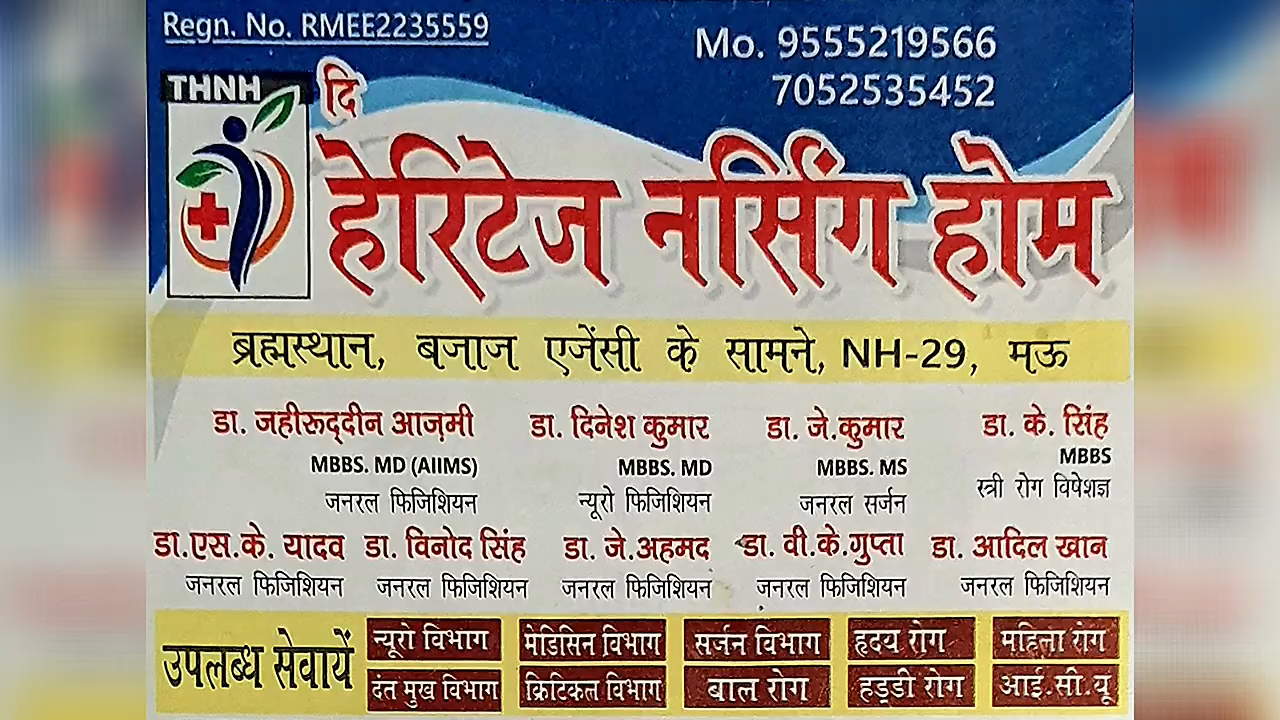 Regn. No. RMEE2235559
Mo. 9555219566
7052535452
THNH
दि
हेरिटेज नर्सिंग होम
ब्रह्मस्थान, बजाज एजेंसी के सामने, NH-29, मऊ
डा. जहीरूद्दीन आज़मी डा. दिनेश कुमार डा. जे.कुमार डा. के. सिंह
MBBS. MD (AIIMS) MBBS. MD MBBS. MS MBBS
जनरल फिजिशियन न्यूरो फिजिशियन जनरल सर्जन स्त्री रोग विषेशज्ञ
डा.एस.के. यादव डा. विनोद सिंह डा. जे.अहमद डा. वी.के.गुप्ता डा. आदिल खान
जनरल फिजिशियन जनरल फिजिशियन जनरल फिजिशियन जनरल फिजिशियन जनरल फिजिशियन
उपलब्ध सेवायें
न्यूरो विभाग मेडिसिन विभाग सर्जन विभाग हृदय रोग महिला रोग
दंत मुख विभाग क्रिटिकल विभाग बाल रोग हड्डी रोग आई.सी.यू